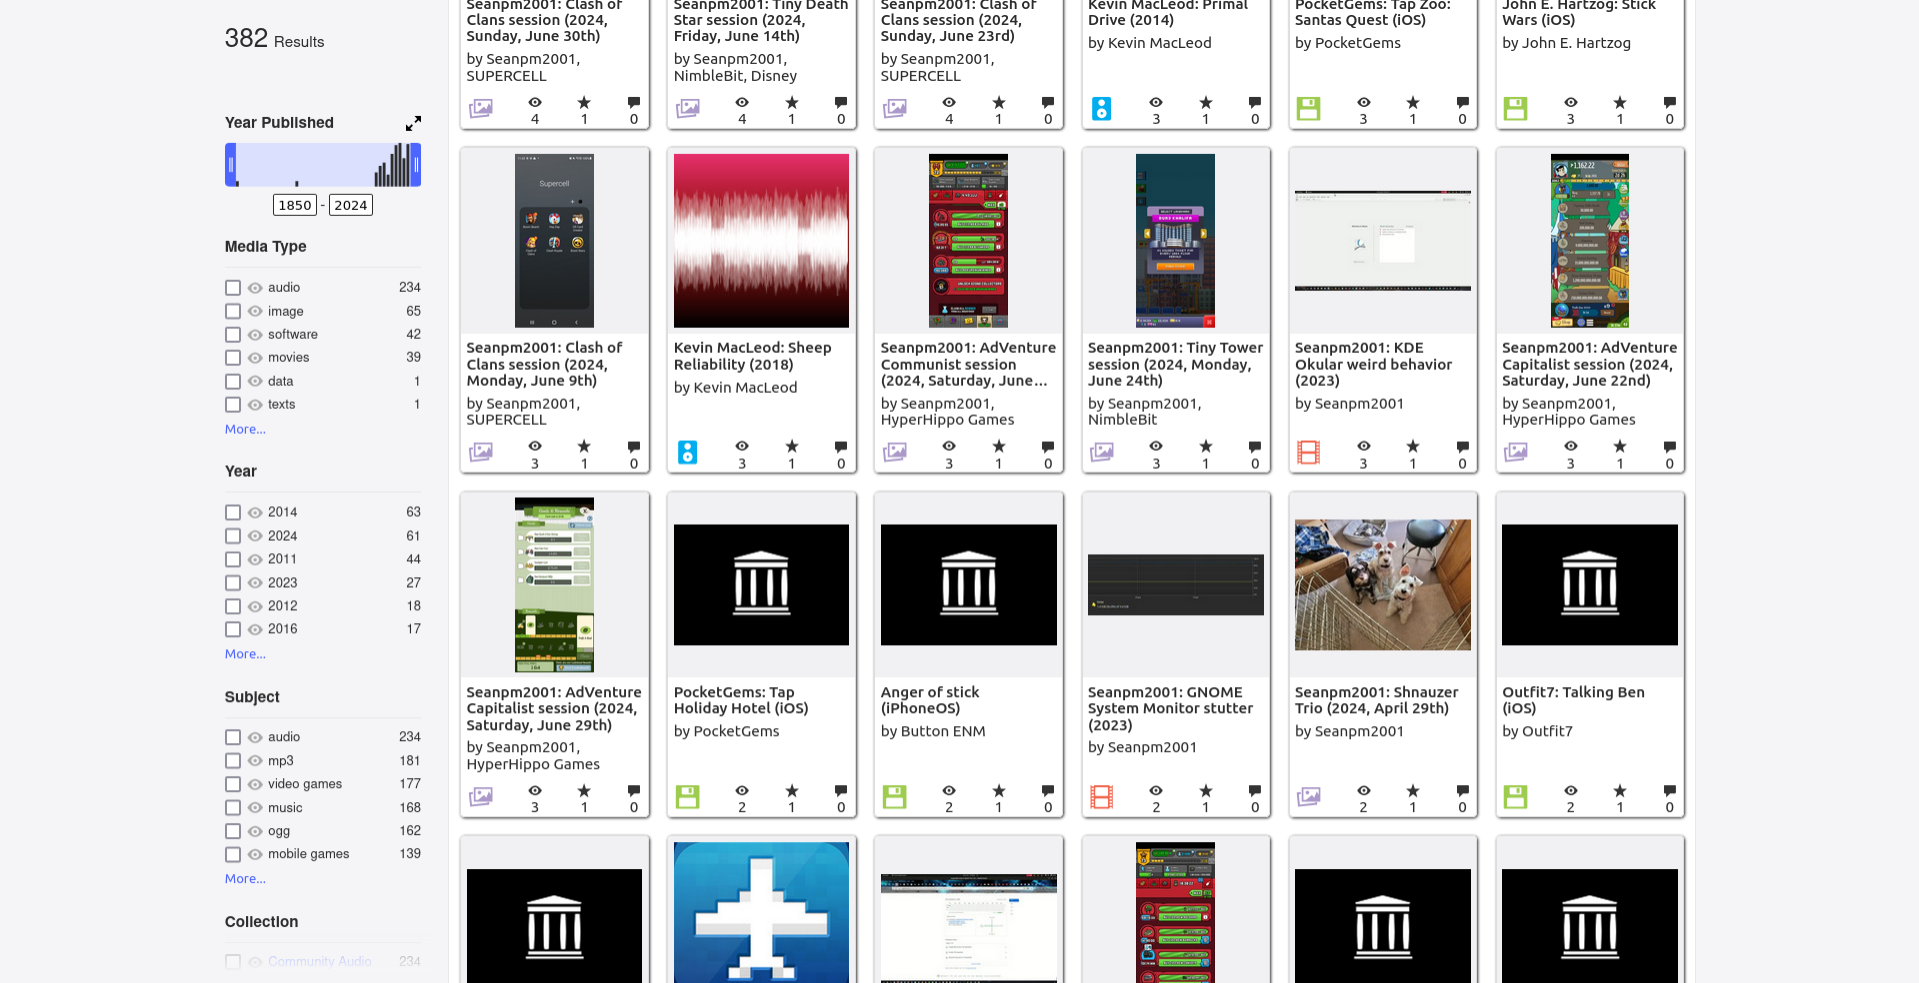 382 Results
Year Published
1850 - 2024
Media Type
audio 234
image 65
software 42
movies 39
data 1
texts 1
More...
Year
2014 63
2024 61
2011 44
2023 27
2012 18
2016 17
More...
Subject
audio 234
mp3 181
video games 177
music 168
ogg 162
mobile games 139
More...
Collection
Community Audio 234
Seanpm2001: Clash of
Clans session (2024,
Sunday, June 30th)
by Seanpm2001,
SUPERCELL
4 1 0
Seanpm2001: Tiny Death
Star session (2024,
Friday, June 14th)
by Seanpm2001,
NimbleBit, Disney
4 1 0
Seanpm2001: Clash of
Clans session (2024,
Sunday, June 23rd)
by Seanpm2001,
SUPERCELL
4 1 0
Kevin MacLeod: Primal
Drive (2014)
by Kevin MacLeod
3 1 0
PocketGems: Tap Zoo:
Santas Quest (iOS)
by PocketGems
3 1 0
John E. Hartzog: Stick
Wars (iOS)
by John E. Hartzog
3 1 0
Supercell
Seanpm2001: Clash of
Clans session (2024,
Monday, June 9th)
by Seanpm2001,
SUPERCELL
3 1 0
Kevin MacLeod: Sheep
Reliability (2018)
by Kevin MacLeod
3 1 0
Seanpm2001: AdVenture
Communist session
(2024, Saturday, June...
by Seanpm2001,
HyperHippo Games
3 1 0
Seanpm2001: Tiny Tower
session (2024, Monday,
June 24th)
by Seanpm2001,
NimbleBit
3 1 0
Seanpm2001: KDE
Okular weird behavior
(2023)
by Seanpm2001
3 1 0
Seanpm2001: AdVenture
Capitalist session (2024,
Saturday, June 22nd)
by Seanpm2001,
HyperHippo Games
3 1 0
Seanpm2001: AdVenture
Capitalist session (2024,
Saturday, June 29th)
by Seanpm2001,
HyperHippo Games
3 1 0
PocketGems: Tap
Holiday Hotel (iOS)
by PocketGems
2 1 0
Anger of stick
(iPhoneOS)
by Button ENM
2 1 0
Seanpm2001: GNOME
System Monitor stutter
(2023)
by Seanpm2001
2 1 0
Seanpm2001: Shnauzer
Trio (2024, April 29th)
by Seanpm2001
2 1 0
Outfit7: Talking Ben
(iOS)
by Outfit7
2 1 0